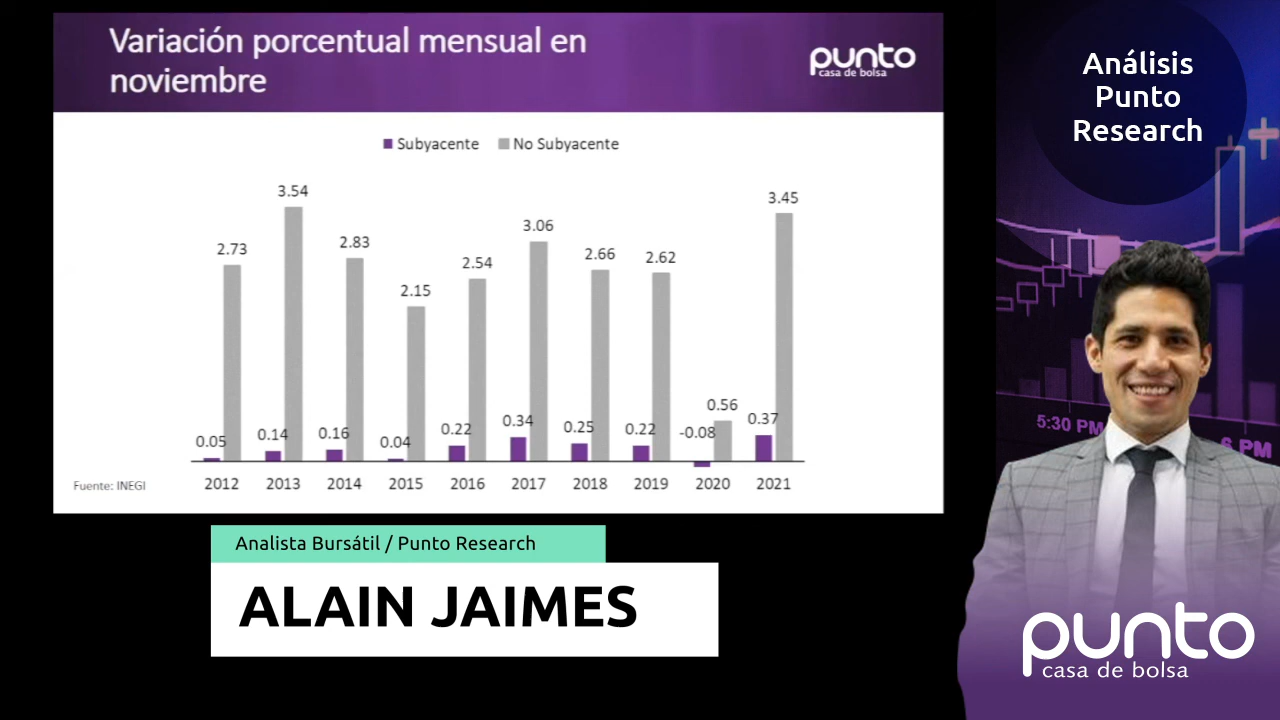 Variación porcentual mensual en
noviembre
punto
casa de bolsa
Análisis
Punto
Research
Subyacente No Subyacente
3.54
3.45
3.06
2.83
2.73
2.66
2.62
2.54
2.15
0.56
0.05 0.14 0.16 0.04 0.22 0.34 0.25 0.22 -0.08 0.37
5:30 PM
6 PM
2012 2013 2014 2015 2016 2017 2018 2019 2020 2021
Fuente: INEGI
Analista Bursátil / Punto Research
ALAIN JAIMES
punto
casa de bolsa